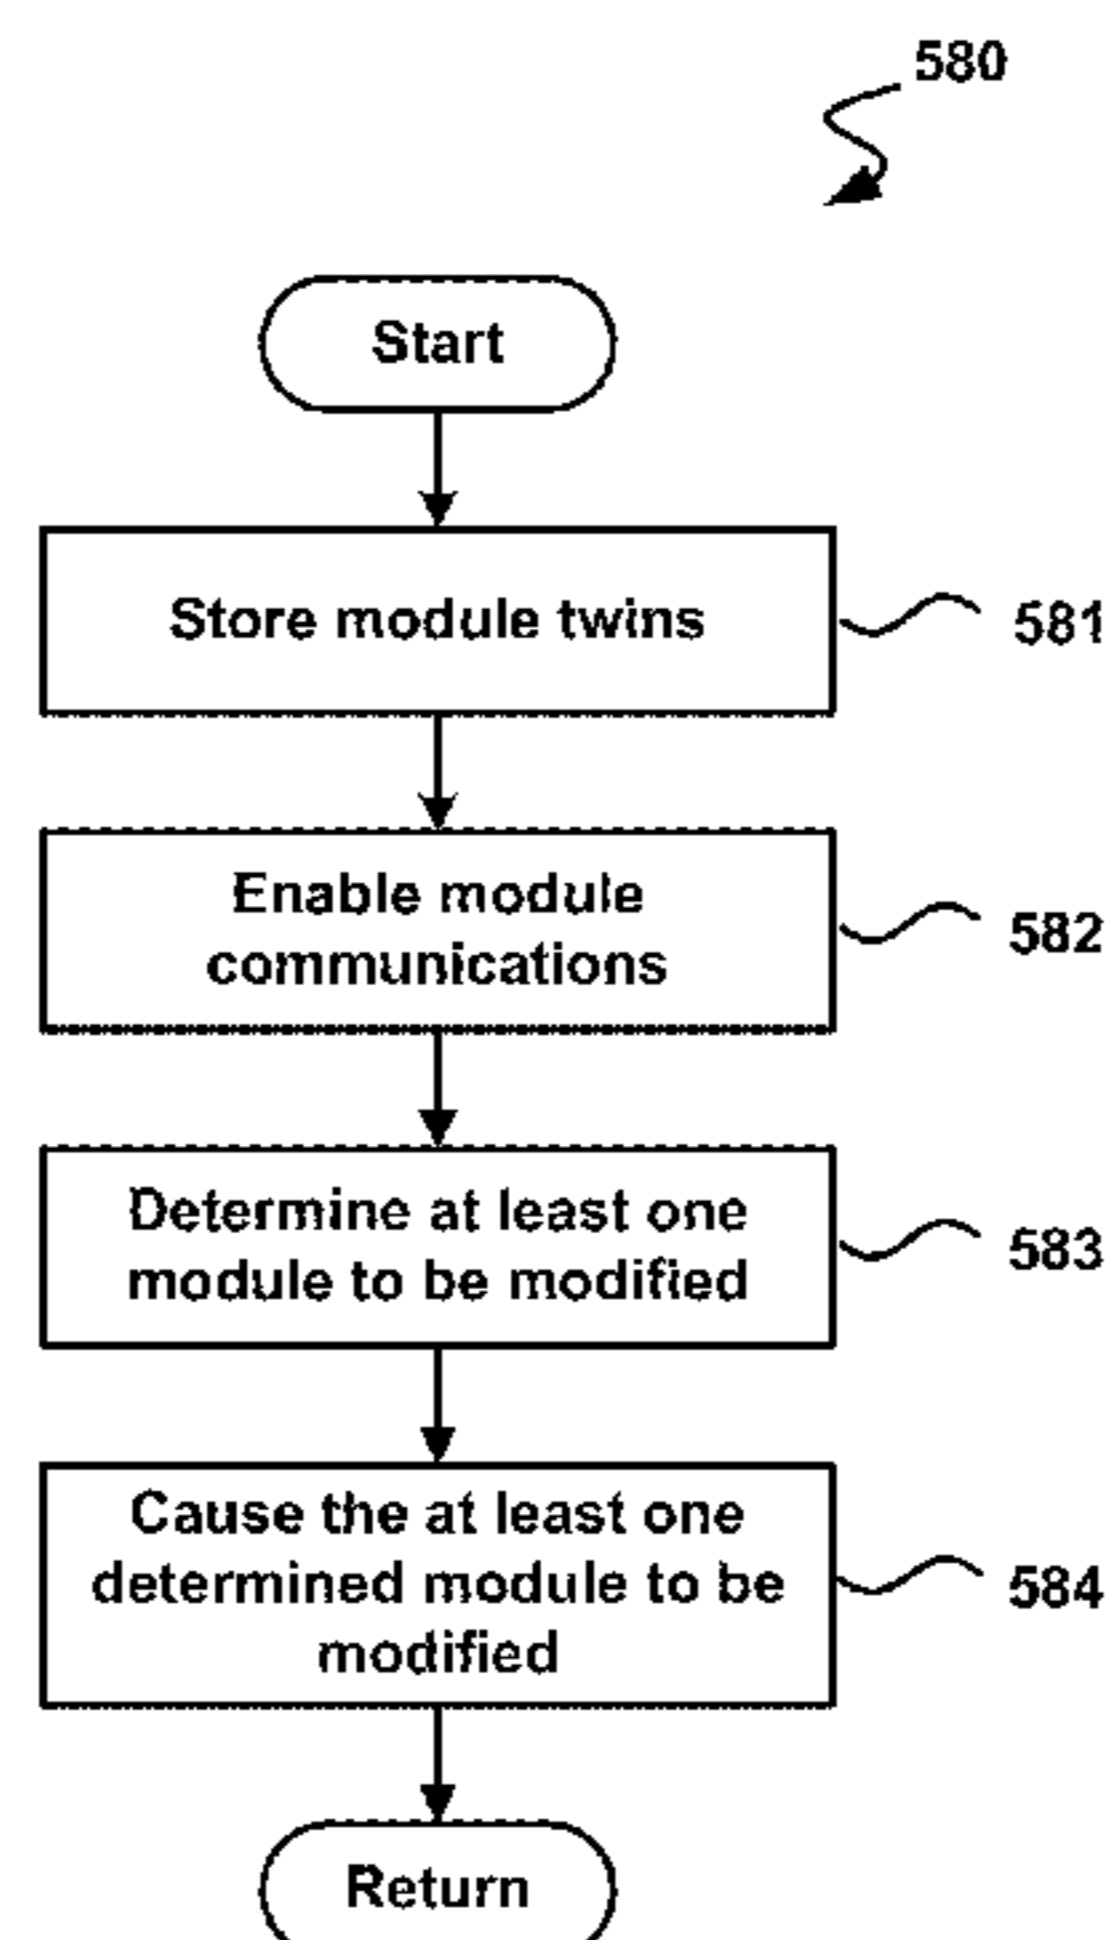 580
Start
Store module twins
581
Enable module
communications
582
Determine at least one
module to be modified
583
Cause the at least one
determined module to be
modified
584
Return